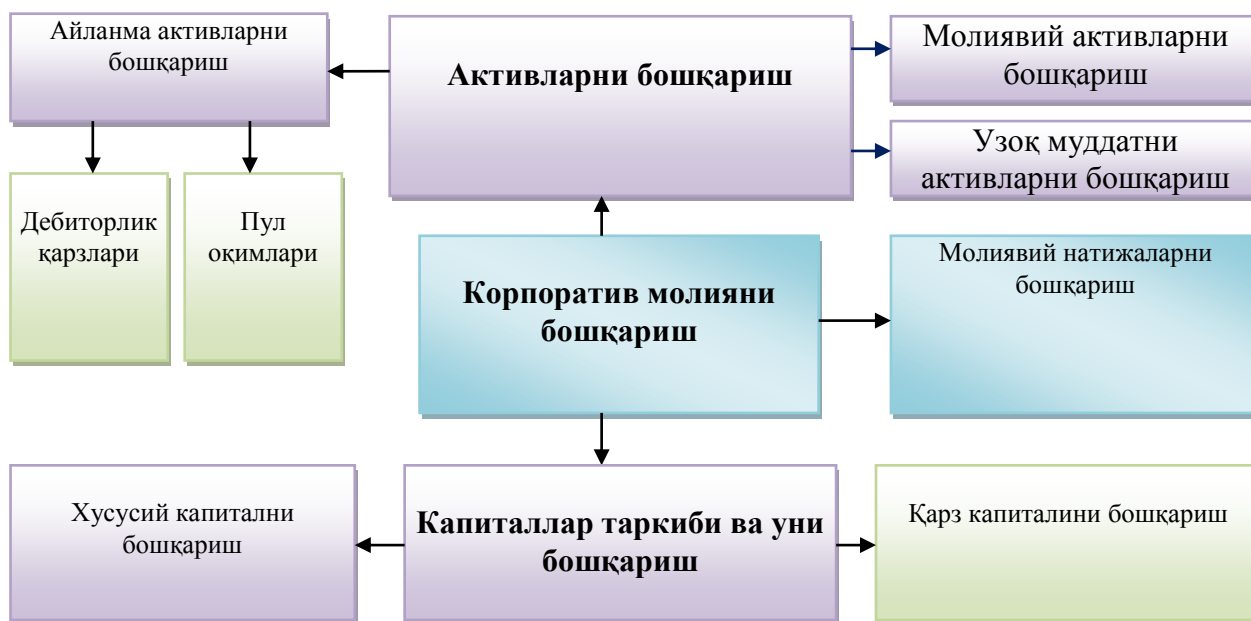 Айланма активларни
бошқариш
Активларни бошқариш
Молиявий активларни
бошқариш
Узоқ муддатни
активларни бошқариш
Дебиторлик
қарзлари
Пул
оқимлари
Корпоратив молияни
бошқариш
Молиявий натижаларни
бошқариш
Хусусий капитални
бошқариш
Капиталлар таркиби ва уни
бошқариш
Қарз капиталини бошқариш